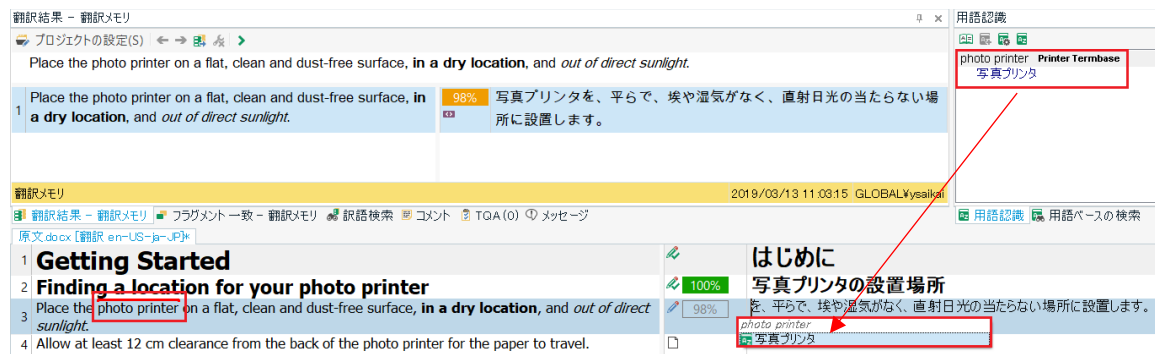 翻訳結果 - 翻訳メモリ
プロジェクトの設定(S)
Place the photo printer on a flat, clean and dust-free surface, in a dry location, and out of direct sunlight.
1
Place the photo printer on a flat, clean and dust-free surface, in
a dry location, and out of direct sunlight.
98%
写真プリンタを、平らで、埃や湿気がなく、直射日光の当たらない場
所に設置します。
翻訳メモリ
2019/03/13 11:03:15 GLOBAL¥ysaikai
翻訳結果 - 翻訳メモリ フラグメント一致 - 翻訳メモリ 訳語検索 コメント TQA(0) メッセージ
用語認識
photo printer Printer Termbase
写真プリンタ
用語認識 用語ベースの検索
原文.docx [翻訳 en-US-ja-JP]*
1 Getting Started はじめに
2 Finding a location for your photo printer 100% 写真プリンタの設置場所
3 Place the photo printer on a flat, clean and dust-free surface, in a dry location, and out of direct
sunlight.
98%
を、平らで、埃や湿気がなく、直射日光の当たらない場所に設置します。
photo printer
写真プリンタ
4 Allow at least 12 cm clearance from the back of the photo printer for the paper to travel.